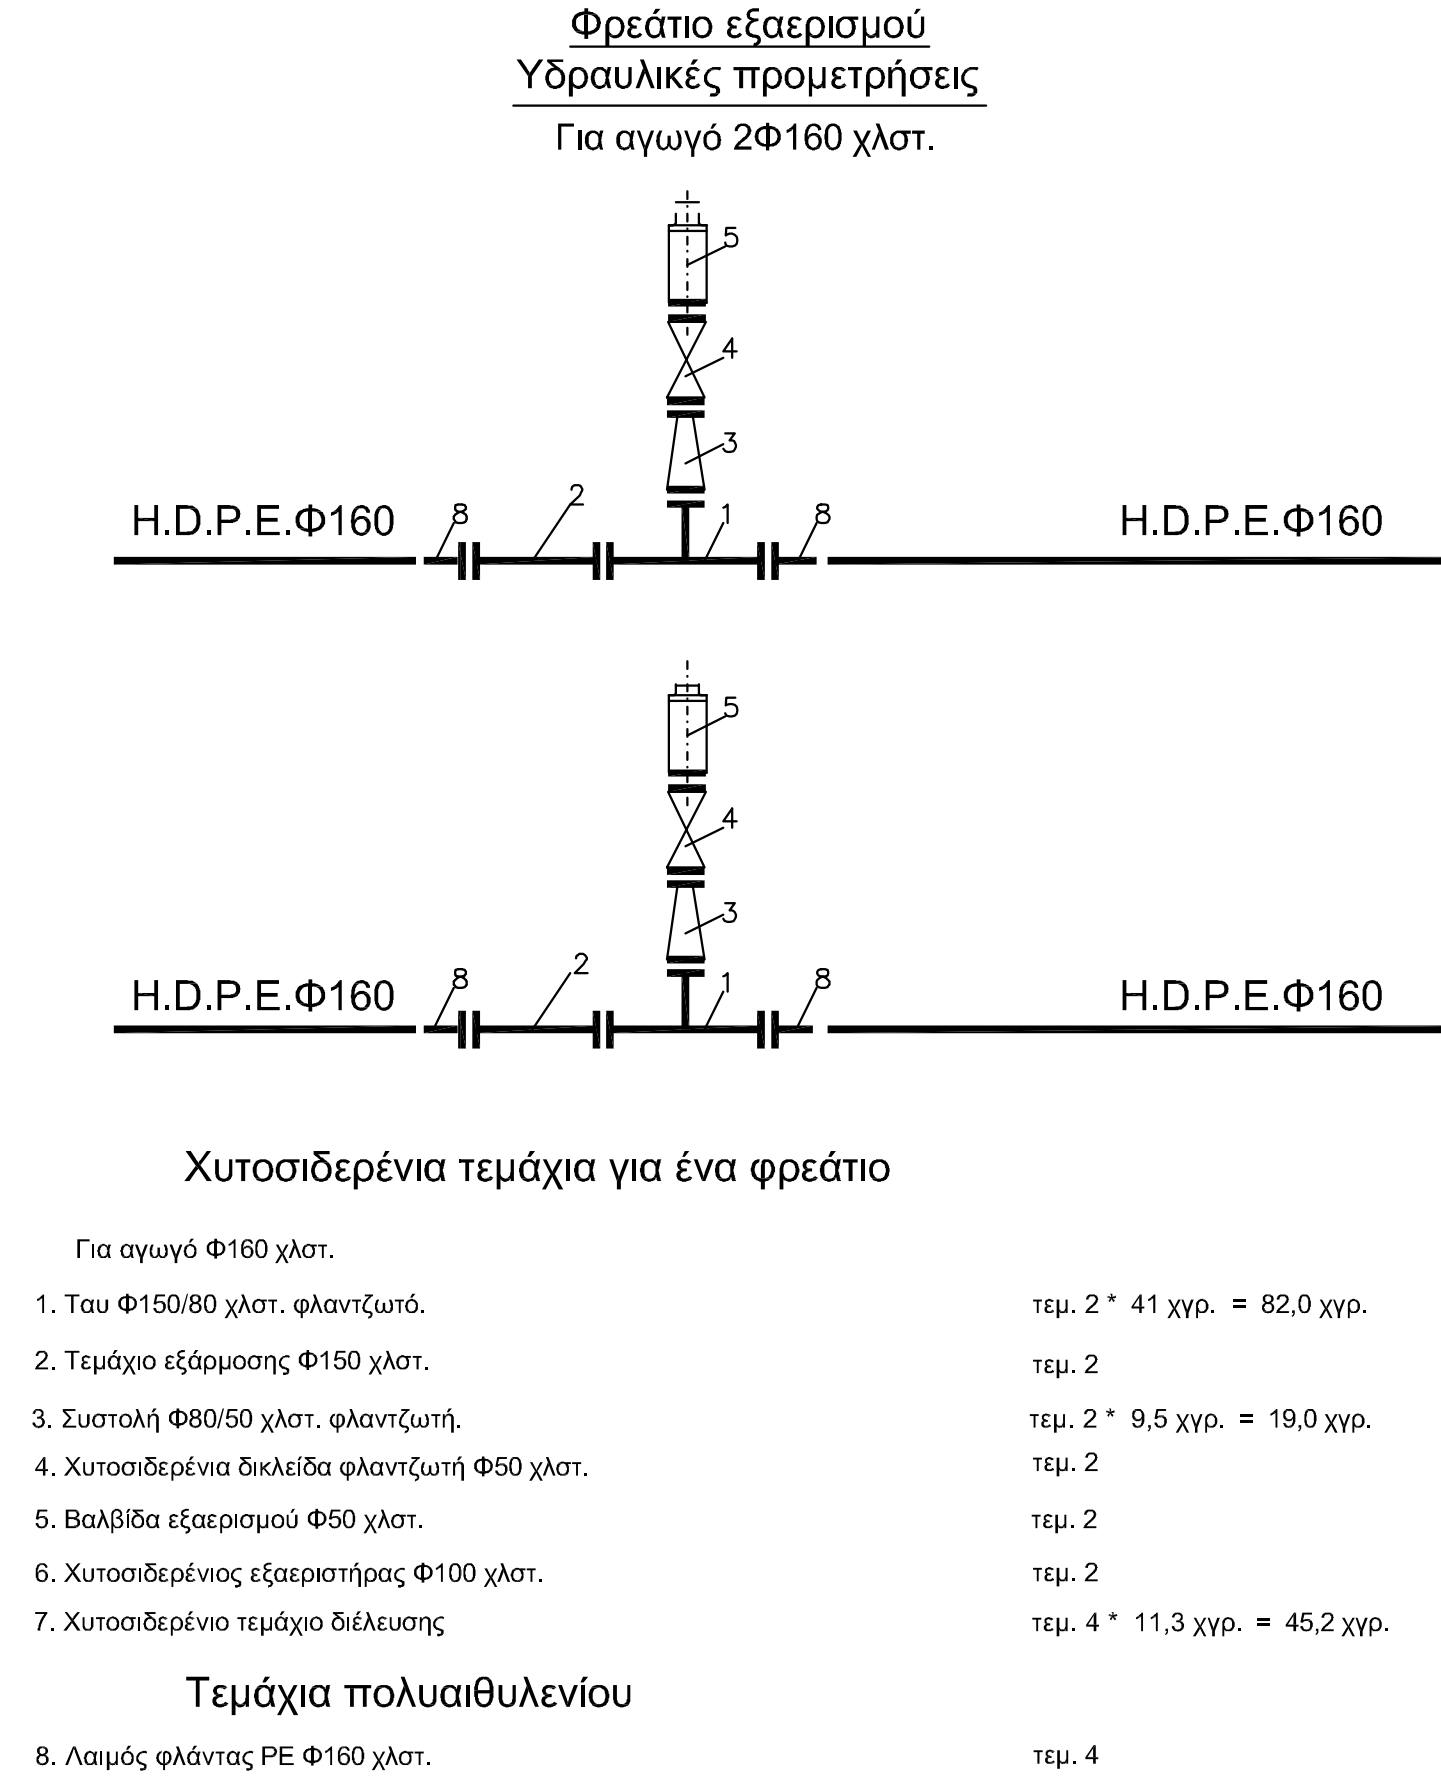 Φρεάτιο εξαερισμού
Υδραυλικές προμετρήσεις
Για αγωγό 2Φ160 χλστ.
5
4
3
H.D.P.E.Φ160 8 2 1 8 H.D.P.E.Φ160
5
4
3
H.D.P.E.Φ160 8 2 1 8 H.D.P.E.Φ160
Χυτοσιδερένια τεμάχια για ένα φρεάτιο
Για αγωγό Φ160 χλστ.
1. Ταυ Φ150/80 χλστ. φλαντζωτό. τεμ. 2 * 41 χγρ. = 82,0 χγρ.
2. Τεμάχιο εξάρμοσης Φ150 χλστ. τεμ. 2
3. Συστολή Φ80/50 χλστ. φλαντζωτή. τεμ. 2 * 9,5 χγρ. = 19,0 χγρ.
4. Χυτοσιδερένια δικλείδα φλαντζωτή Φ50 χλστ. τεμ. 2
5. Βαλβίδα εξαερισμού Φ50 χλστ. τεμ. 2
6. Χυτοσιδερένιος εξαεριστήρας Φ100 χλστ. τεμ. 2
7. Χυτοσιδερένιο τεμάχιο διέλευσης τεμ. 4 * 11,3 χγρ. = 45,2 χγρ.
Τεμάχια πολυαιθυλενίου
8. Λαιμός φλάντας PE Φ160 χλστ. τεμ. 4